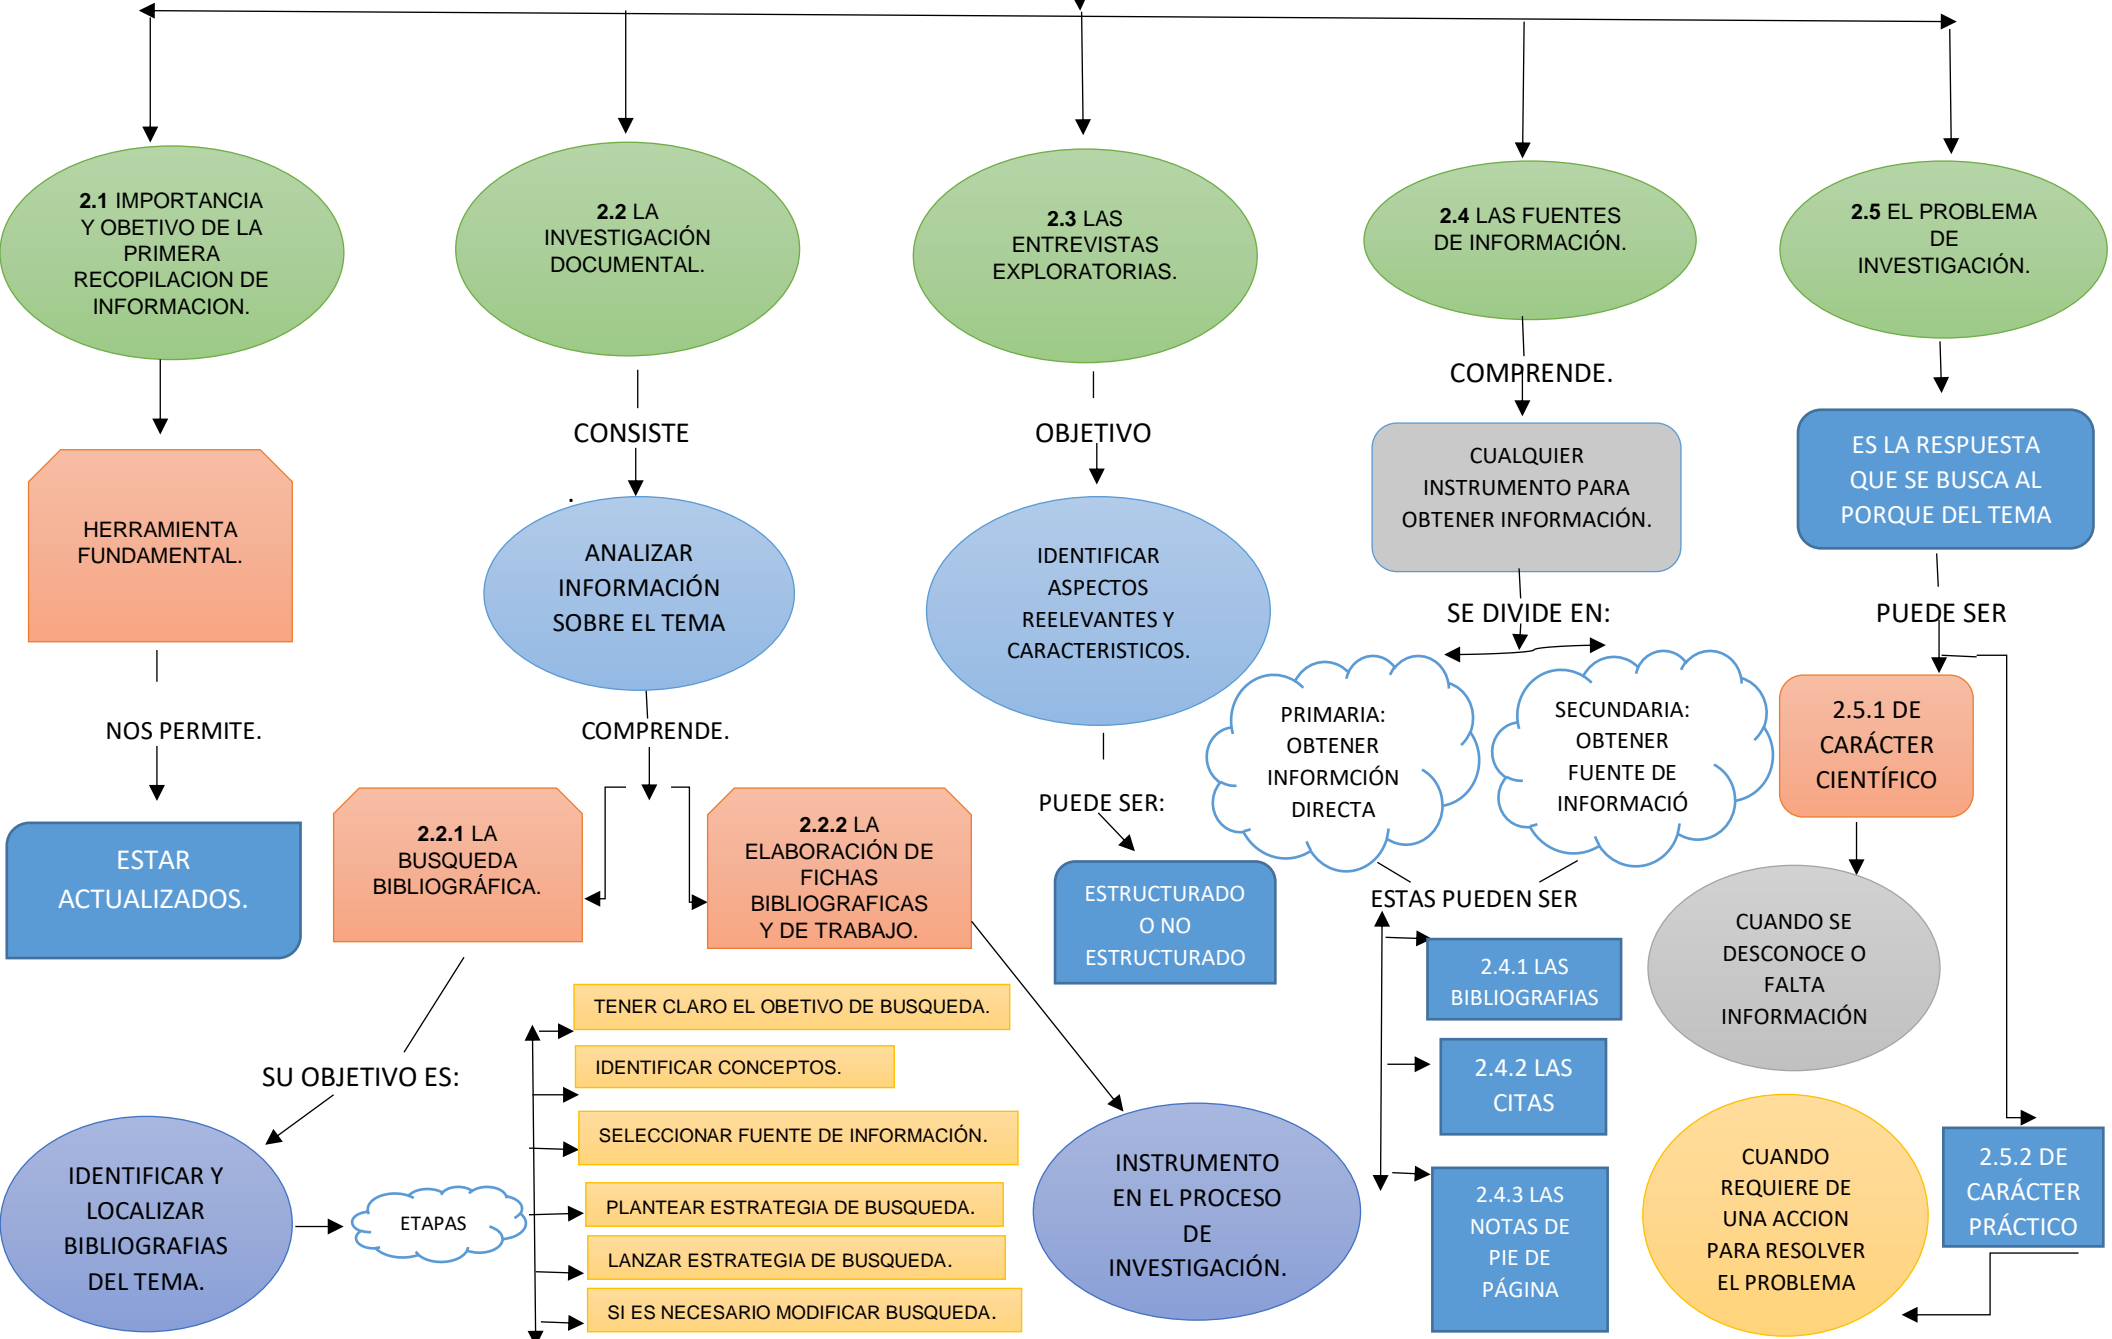 2.1 IMPORTANCIA
Y OBETIVO DE LA
PRIMERA
RECOPILACION DE
INFORMACION.
2.2 LA
INVESTIGACIÓN
DOCUMENTAL.
2.3 LAS
ENTREVISTAS
EXPLORATORIAS.
2.4 LAS FUENTES
DE INFORMACIÓN.
2.5 EL PROBLEMA
DE
INVESTIGACIÓN.
HERRAMIENTA
FUNDAMENTAL.
NOS PERMITE.
ESTAR
ACTUALIZADOS.
CONSISTE
.
ANALIZAR
INFORMACIÓN
SOBRE EL TEMA
COMPRENDE.
2.2.1 LA
BUSQUEDA
BIBLIOGRÁFICA.
2.2.2 LA
ELABORACIÓN DE
FICHAS
BIBLIOGRAFICAS
Y DE TRABAJO.
SU OBJETIVO ES:
IDENTIFICAR Y
LOCALIZAR
BIBLIOGRAFIAS
DEL TEMA.
ETAPAS
TENER CLARO EL OBETIVO DE BUSQUEDA.
IDENTIFICAR CONCEPTOS.
SELECCIONAR FUENTE DE INFORMACIÓN.
PLANTEAR ESTRATEGIA DE BUSQUEDA.
LANZAR ESTRATEGIA DE BUSQUEDA.
SI ES NECESARIO MODIFICAR BUSQUEDA.
INSTRUMENTO
EN EL PROCESO
DE
INVESTIGACIÓN.
OBJETIVO
IDENTIFICAR
ASPECTOS
REELEVANTES Y
CARACTERISTICOS.
PUEDE SER:
ESTRUCTURADO
O NO
ESTRUCTURADO
COMPRENDE.
CUALQUIER
INSTRUMENTO PARA
OBTENER INFORMACIÓN.
SE DIVIDE EN:
PRIMARIA:
OBTENER
INFORMCIÓN
DIRECTA
SECUNDARIA:
OBTENER
FUENTE DE
INFORMACIÓ
ESTAS PUEDEN SER
2.4.1 LAS
BIBLIOGRAFIAS
2.4.2 LAS
CITAS
2.4.3 LAS
NOTAS DE
PIE DE
PÁGINA
ES LA RESPUESTA
QUE SE BUSCA AL
PORQUE DEL TEMA
PUEDE SER
2.5.1 DE
CARÁCTER
CIENTÍFICO
CUANDO SE
DESCONOCE O
FALTA
INFORMACIÓN
2.5.2 DE
CARÁCTER
PRÁCTICO
CUANDO
REQUIERE DE
UNA ACCION
PARA RESOLVER
EL PROBLEMA